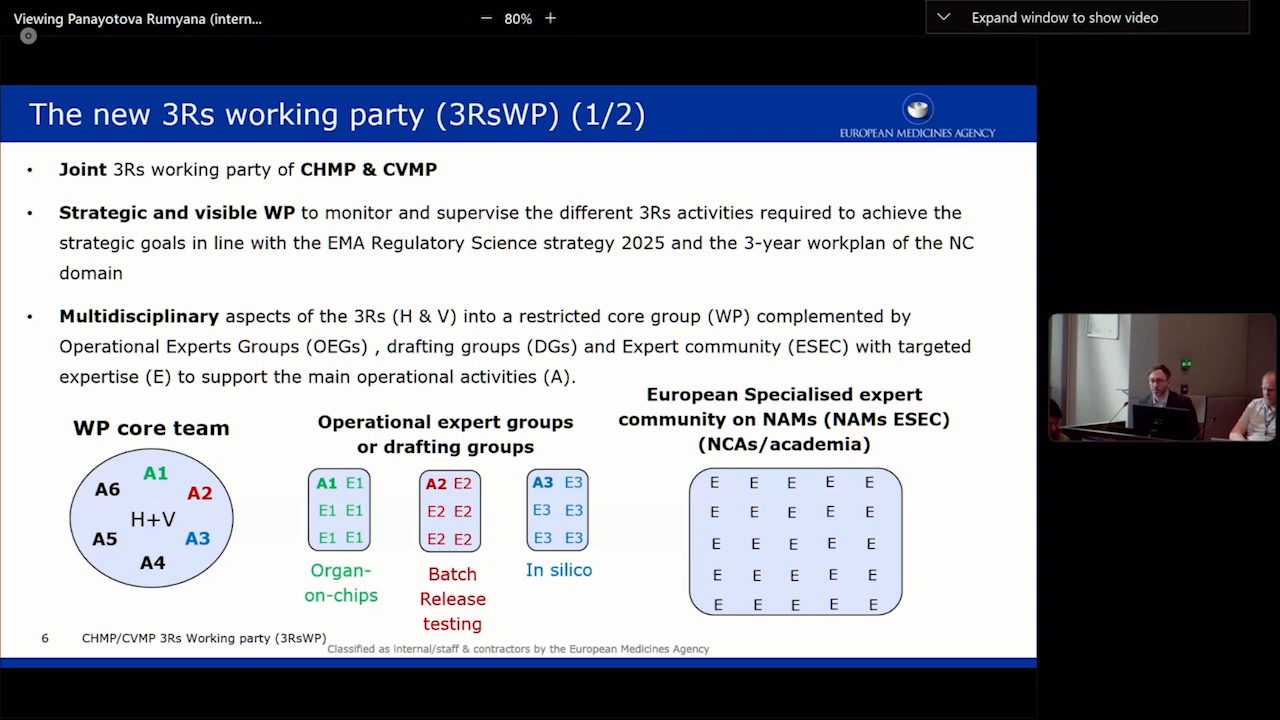 Viewing Panayotova Rumyana (intern...
− 80% +
Expand window to show video
The new 3Rs working party (3RsWP) (1/2)
EUROPEAN MEDICINES AGENCY
• Joint 3Rs working party of CHMP & CVMP
• Strategic and visible WP to monitor and supervise the different 3Rs activities required to achieve the
strategic goals in line with the EMA Regulatory Science strategy 2025 and the 3-year workplan of the NC
domain
• Multidisciplinary aspects of the 3Rs (H & V) into a restricted core group (WP) complemented by
Operational Experts Groups (OEGs) , drafting groups (DGs) and Expert community (ESEC) with targeted
expertise (E) to support the main operational activities (A).
WP core team
A1
A6
A2
H+V
A5
A3
A4
Operational expert groups
or drafting groups
A1 E1
E1 E1
E1 E1
Organ-
on-chips
A2 E2
E2 E2
E2 E2
Batch
Release
testing
A3 E3
E3 E3
E3 E3
In silico
European Specialised expert
community on NAMs (NAMs ESEC)
(NCAs/academia)
E E E E E
E E E E E
E E E E E
E E E E E
E E E E E
6
CHMP/CVMP 3Rs Working party (3RsWP)
Classified as internal/staff & contractors by the European Medicines Agency